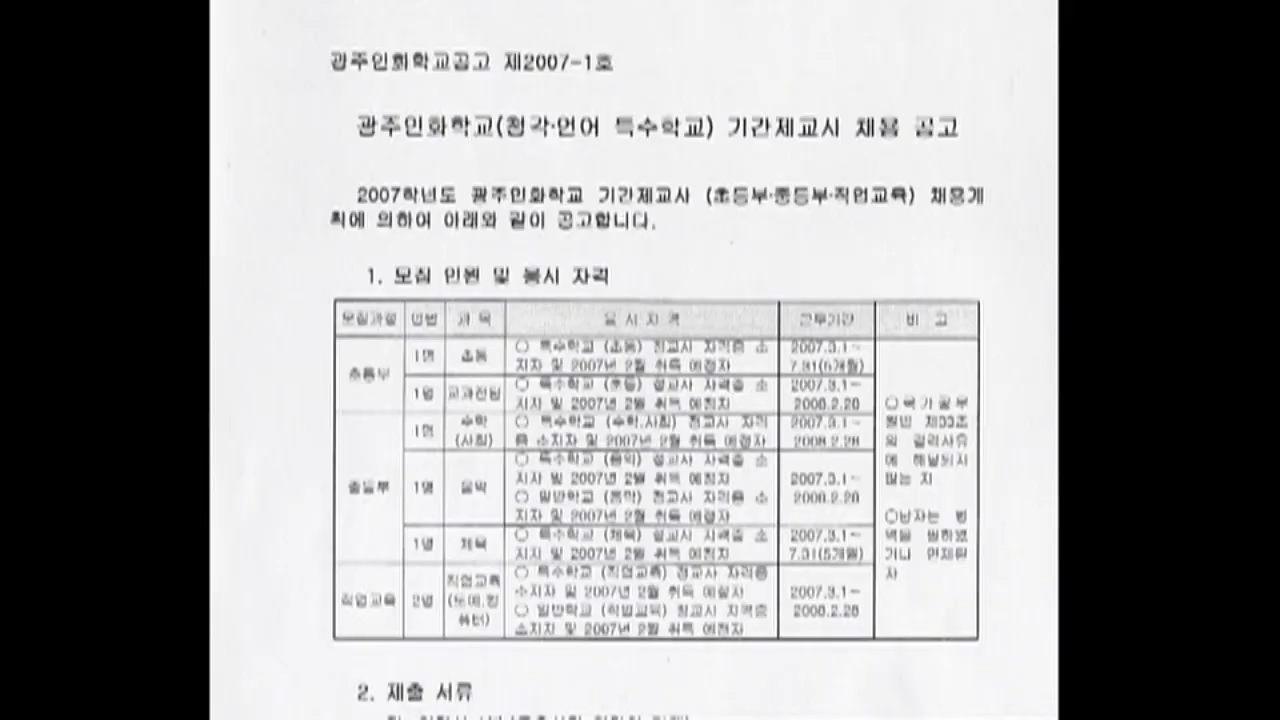 광주인화학교공고 제2007-1호
광주인화학교(청각·언어 특수학교) 기간제교사 채용 공고
2007학년도 광주인화학교 기간제교사 (초등부·중등부·직업교육) 채용계
획에 의하여 아래와 같이 공고합니다.
1. 모집 인원 및 응시 자격
모집과정 인원 과 목 응 시 자 격 근무기간 비 고
초등부 1명 초등 ○ 특수학교 (초등) 정교사 자격증 소
지자 및 2007년 2월 취득 예정자 2007.3.1~
7.31(5개월)
1명 교과전담 ○ 특수학교 (초등) 정교사 자격증 소
지자 및 2007년 2월 취득 예정자 2007.3.1~
2008.2.28
중등부 1명 수학
(사회) ○ 특수학교 (수학,사회) 정교사 자격
증 소지자 및 2007년 2월 취득 예정자 2007.3.1~
2008.2.28
1명 음악 ○ 특수학교 (음악) 정교사 자격증 소
지자 및 2007년 2월 취득 예정자
○ 일반학교 (음악) 정교사 자격증 소
지자 및 2007년 2월 취득 예정자 2007.3.1~
2008.2.28
1명 체육 ○ 특수학교 (체육) 정교사 자격증 소
지자 및 2007년 2월 취득 예정자 2007.3.1~
7.31(5개월)
직업교육 2명 직업교육
(도예,컴
퓨터) ○ 특수학교 (직업교육) 정교사 자격증
소지자 및 2007년 2월 취득 예정자
○ 일반학교 (직업교육) 정교사 자격증
소지자 및 2007년 2월 취득 예정자 2007.3.1~
2008.2.28
○국가공무
원법 제33조
의 결격사유
에 해당되지
않는 자
○남자는 병
역을 필하였
거나 면제된
자
2. 제출 서류